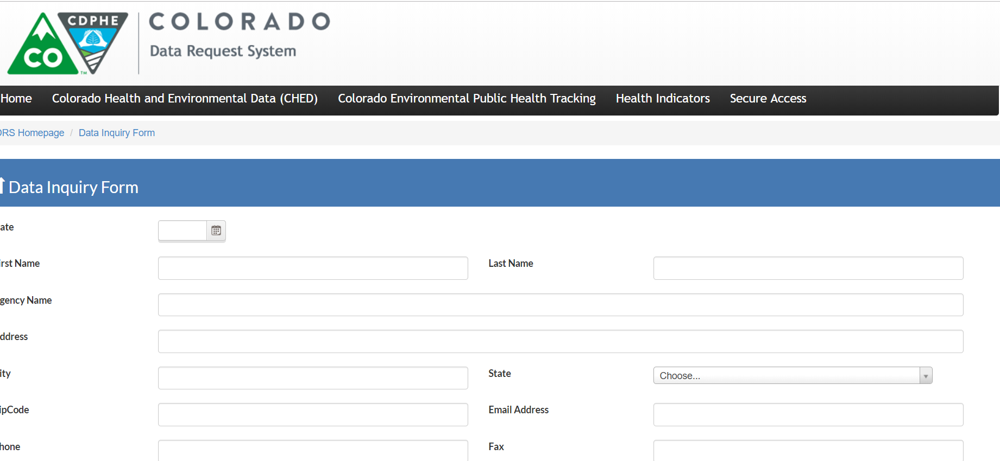 CDPHE
CO
TM
COLORADO
Data Request System
Home Colorado Health and Environmental Data (CHED) Colorado Environmental Public Health Tracking Health Indicators Secure Access
DRS Homepage / Data Inquiry Form
Data Inquiry Form
ate
irst Name Last Name
gency Name
ddress
ity State Choose...
ipCode Email Address
hone Fax